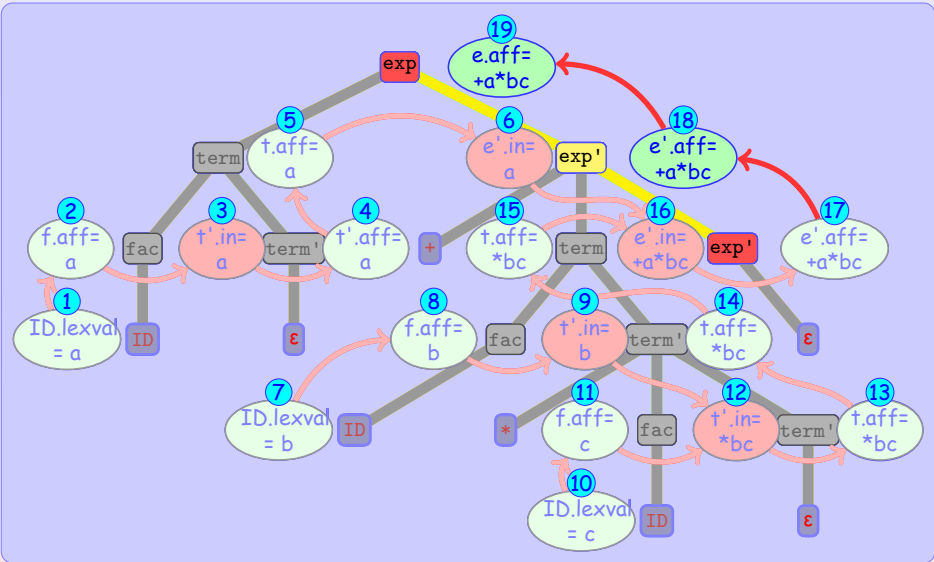 19
e.aff=
+a*bc
exp
5
t.aff=
a
6
e'.in=
a
18
e'.aff=
+a*bc
term
exp'
2
f.aff=
a
3
t'.in=
a
4
t'.aff=
a
15
t.aff=
*bc
16
e'.in=
+a*bc
17
e'.aff=
+a*bc
fac
term'
+
term
exp'
1
ID.lexval
= a
ID
ε
8
f.aff=
b
fac
9
t'.in=
b
term'
14
t.aff=
*bc
ε
7
ID.lexval
= b
ID
*
11
f.aff=
c
fac
12
t'.in=
*bc
term'
13
t.aff=
*bc
10
ID.lexval
= c
ID
ε